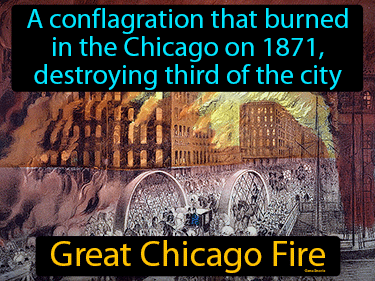 A conflagration that burned
in the Chicago on 1871,
destroying third of the city
Great Chicago Fire